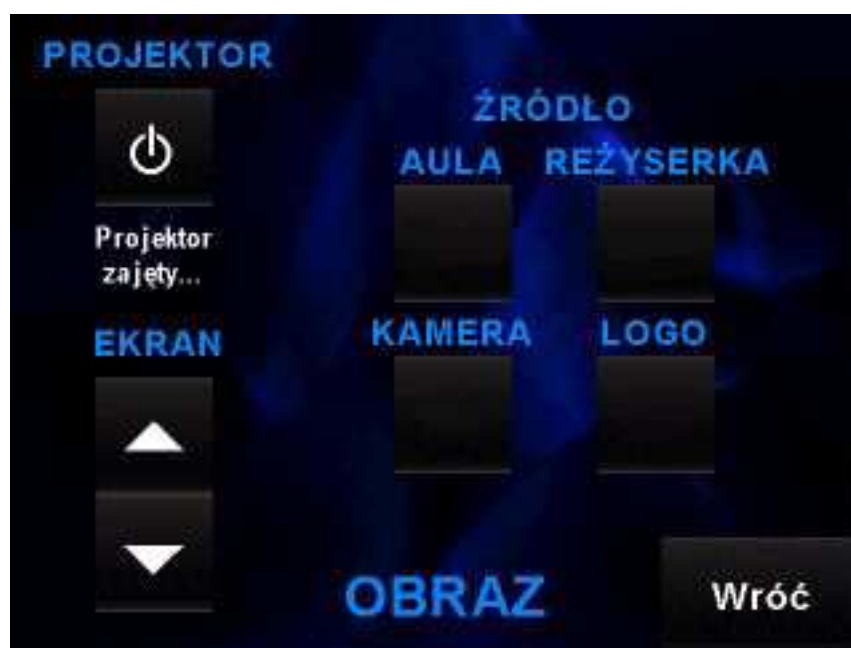 PROJEKTOR
Projektor
zajęty...
EKRAN
ŹRÓDŁO
AULA REŻYSERKA
KAMERA LOGO
OBRAZ
Wróć